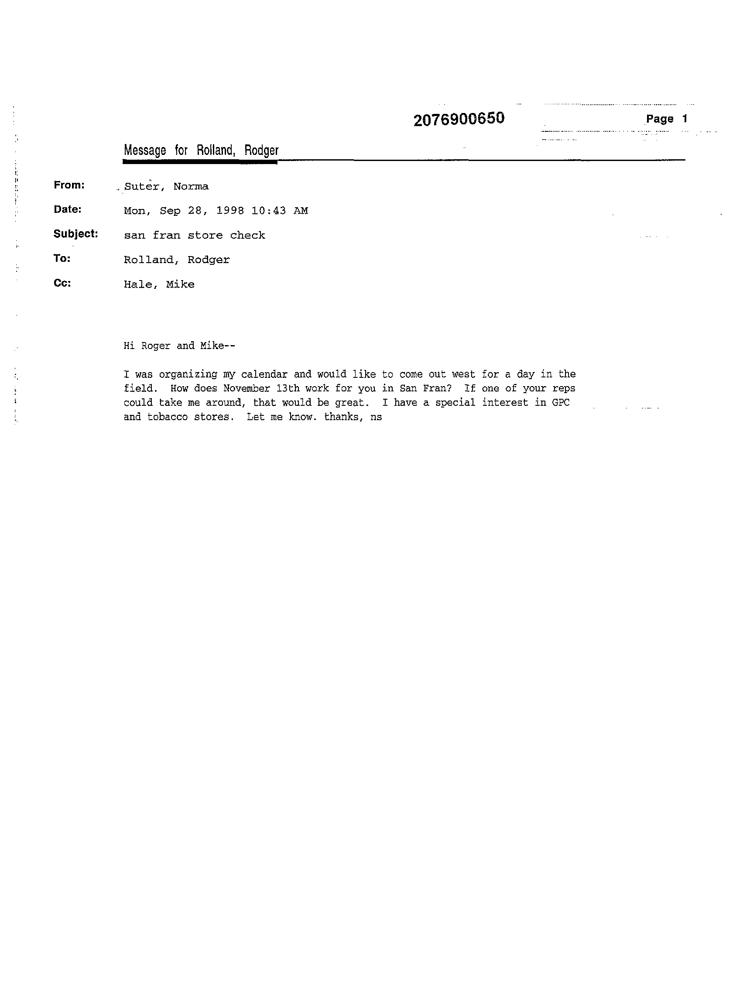 2076900650
Page 1
Message for Rolland, Rodger
From: Suter, Norma
Date: Mon, Sep 28, 1998 10:43 AM
Subject: san fran store check
To: Rolland, Rodger
Cc: Hale, Mike
Hi Roger and Mike--
I was organizing my calendar and would like to come out west for a day in the
field. How does November 13th work for you in San Fran? If one of your reps
could take me around, that would be great. I have a special interest in GPC
and tobacco stores. Let me know. thanks, ns